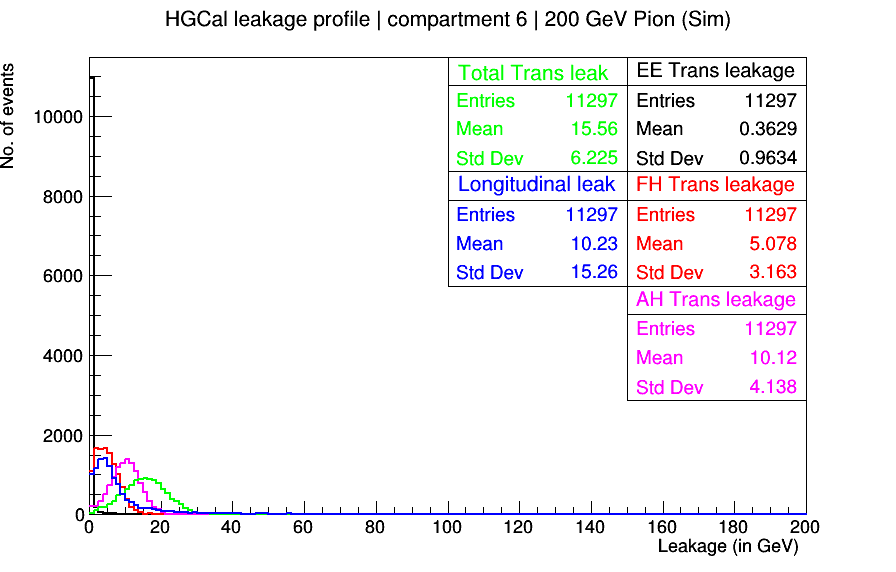 HGCal leakage profile | compartment 6 | 200 GeV Pion (Sim)
No. of events
10000
8000
6000
4000
2000
0
Total Trans leak
Entries 11297
Mean 15.56
Std Dev 6.225
EE Trans leakage
Entries 11297
Mean 0.3629
Std Dev 0.9634
Longitudinal leak
Entries 11297
Mean 10.23
Std Dev 15.26
FH Trans leakage
Entries 11297
Mean 5.078
Std Dev 3.163
AH Trans leakage
Entries 11297
Mean 10.12
Std Dev 4.138
0 20 40 60 80 100 120 140 160 180 200
Leakage (in GeV)